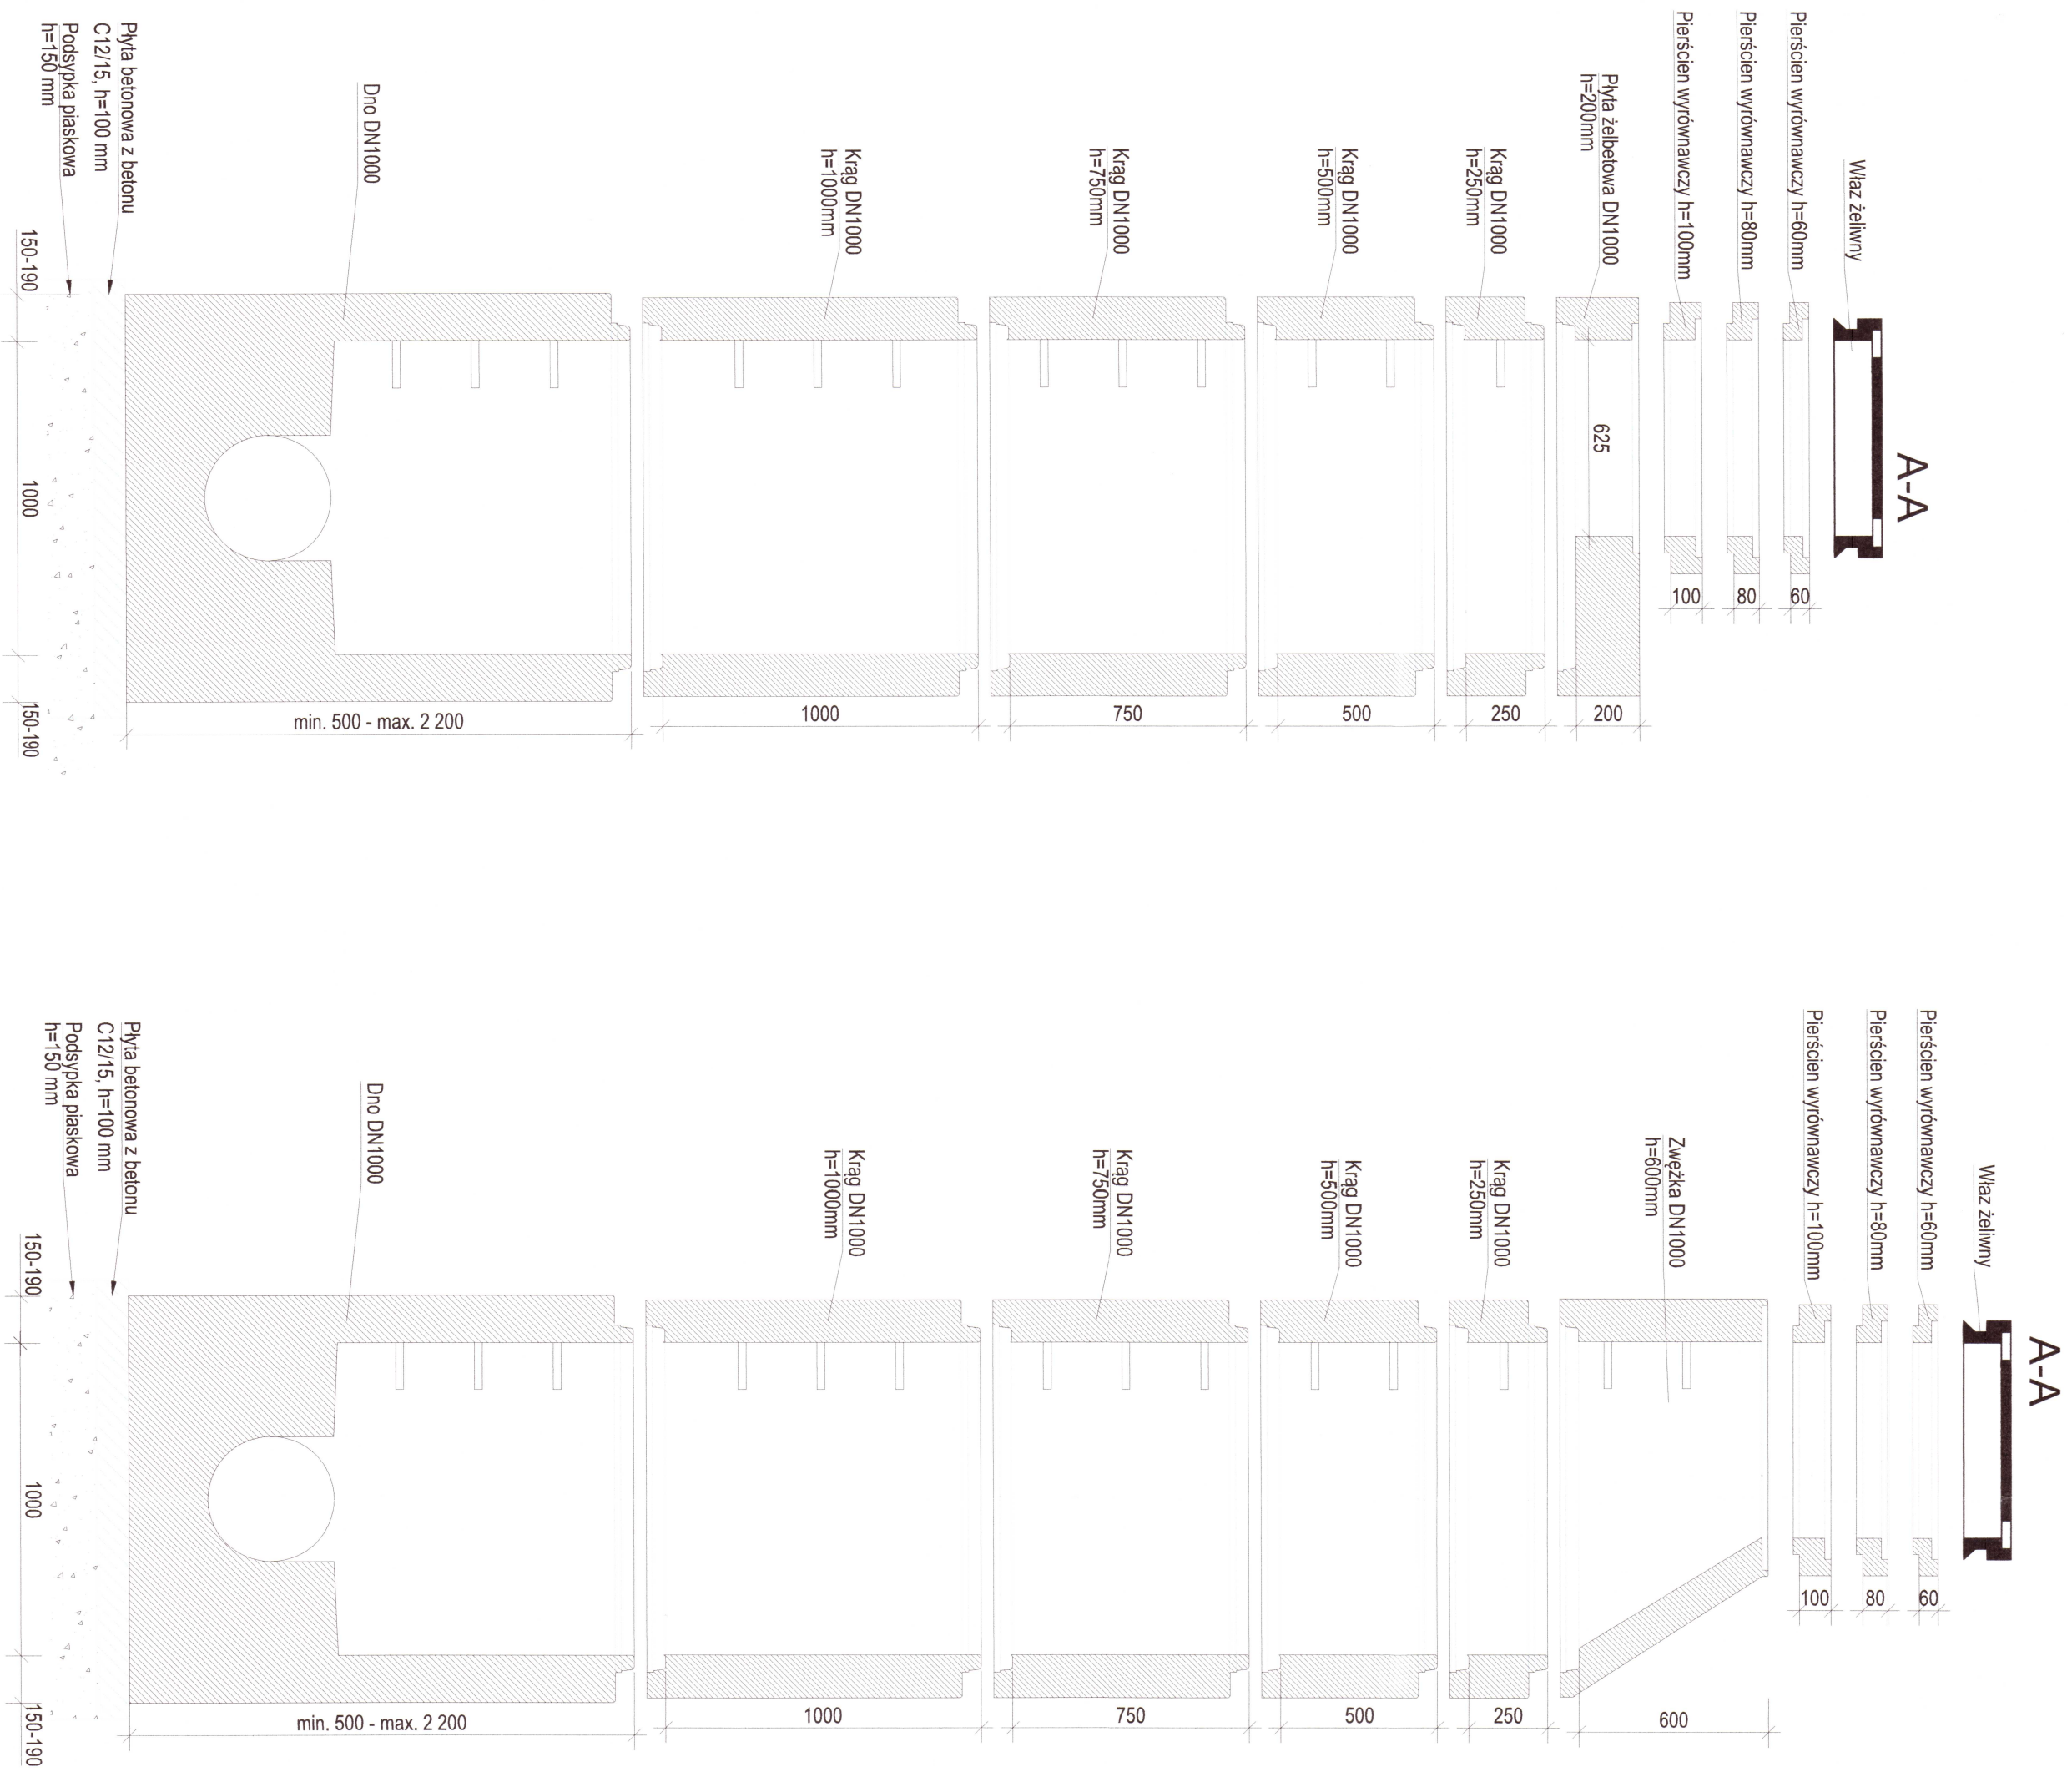 A-A
Właz żeliwny
Pierścien wyrównawczy h=60mm
60
Pierścien wyrównawczy h=80mm
80
Pierścien wyrównawczy h=100mm
100
Płyta żelbetowa DN1000
h=200mm
625
200
Krąg DN1000
h=250mm
250
Krąg DN1000
h=500mm
500
Krąg DN1000
h=750mm
750
Krąg DN1000
h=1000mm
1000
Dno DN1000
min. 500 - max. 2 200
Płyta betonowa z betonu
C12/15, h=100 mm
Podsypka piaskowa
h=150 mm
150-190
1000
150-190
A-A
Właz żeliwny
Pierścien wyrównawczy h=60mm
60
Pierścien wyrównawczy h=80mm
80
Pierścien wyrównawczy h=100mm
100
Zwężka DN1000
h=600mm
600
Krąg DN1000
h=250mm
250
Krąg DN1000
h=500mm
500
Krąg DN1000
h=750mm
750
Krąg DN1000
h=1000mm
1000
Dno DN1000
min. 500 - max. 2 200
Płyta betonowa z betonu
C12/15, h=100 mm
Podsypka piaskowa
h=150 mm
150-190
1000
150-190